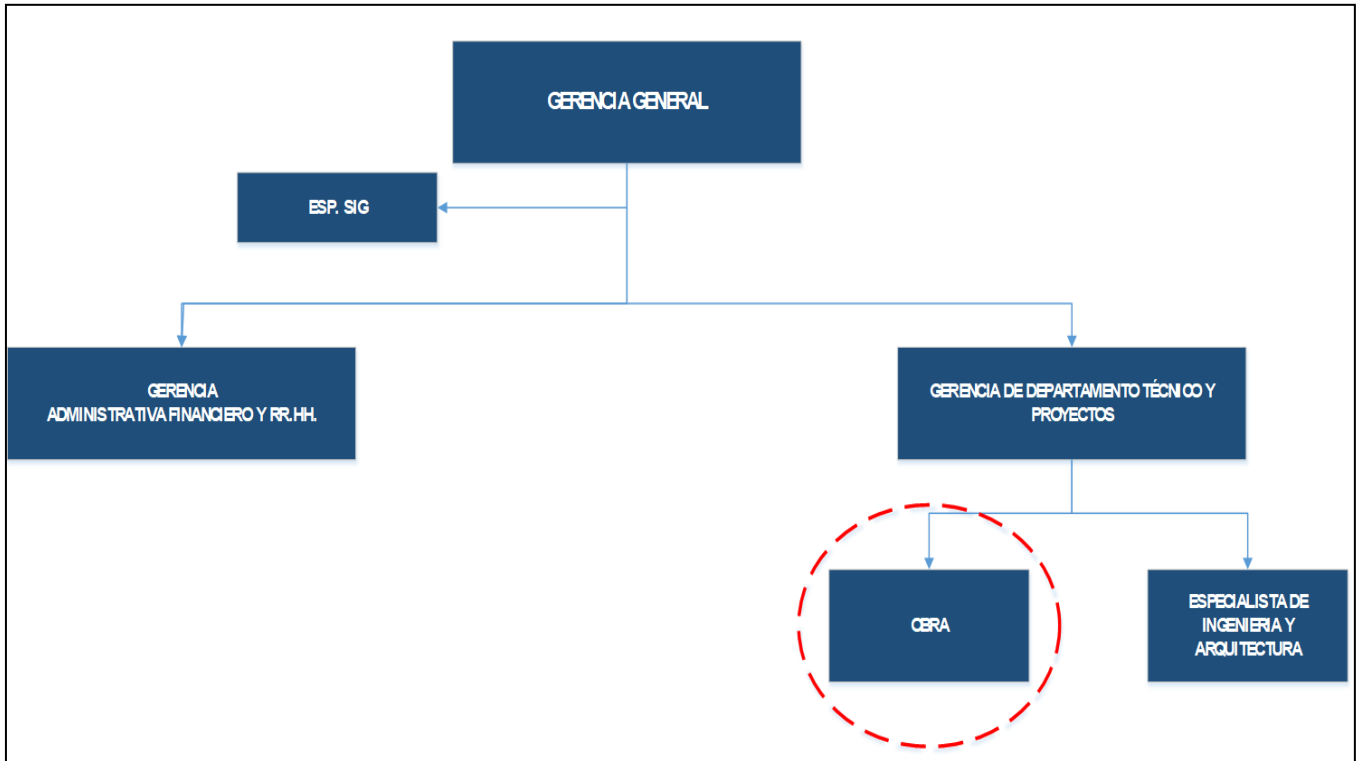 GERENCIA GENERAL
ESP. SIG
GERENCIA
ADMINISTRATIVA FINANCIERO Y RR.HH.
GERENCIA DE DEPARTAMENTO TÉCNICO Y
PROYECTOS
OBRA
ESPECIALISTA DE
INGENIERIA Y
ARQUITECTURA